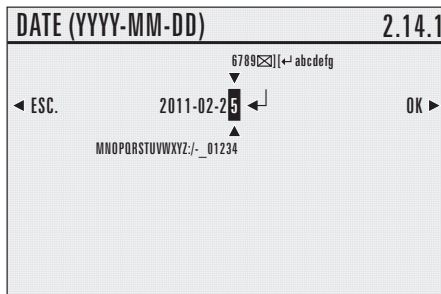 DATE (YYYY-MM-DD) 2.14.1
6789☒][↵ abcdefg
▼
◄ ESC. 2011-02-25 ↵ OK ►
▲
MNOPQRSTUVWXYZ:/-_01234